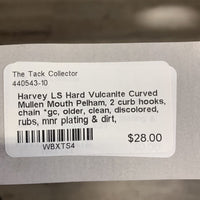 The Tack Collector
440543-10
Harvey LS Hard Vulcanite Curved
Mullen Mouth Pelham, 2 curb hooks,
chain *gc, older, clean, discolored,
rubs, mnr plating & dirt,
WBXTS4
$28.00